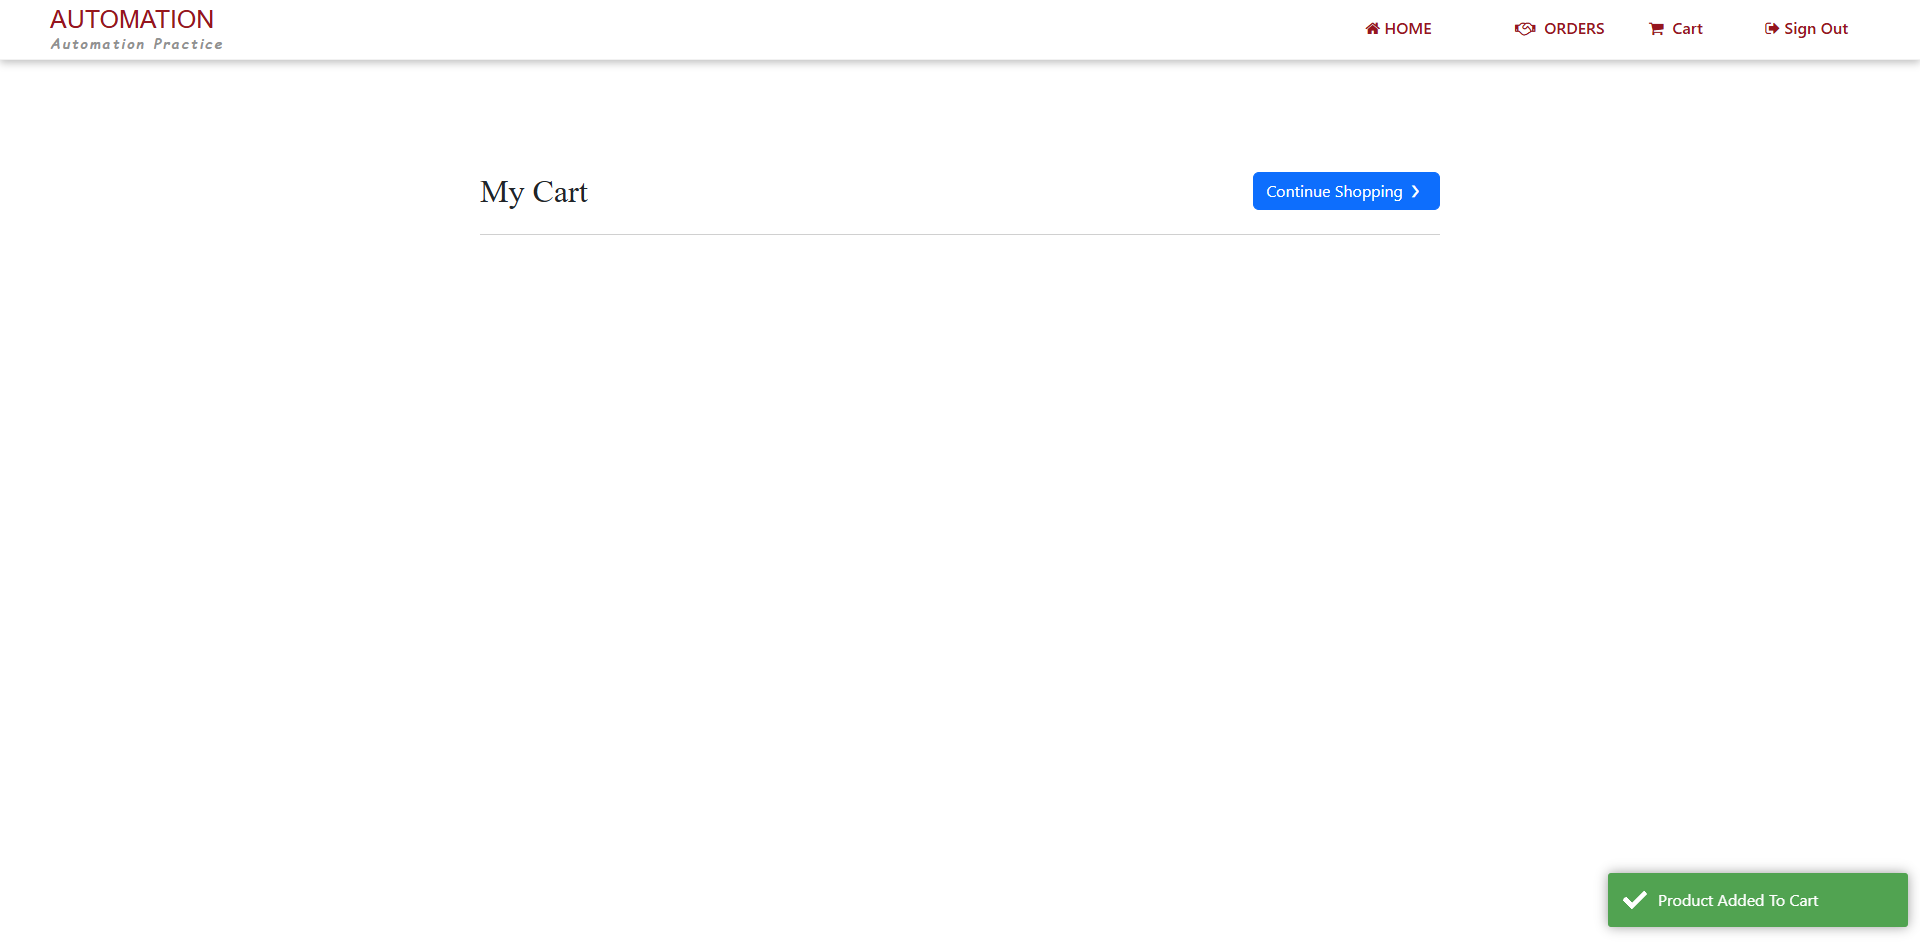 AUTOMATION
Automation Practice
HOME
ORDERS
Cart
Sign Out
My Cart
Continue Shopping
Product Added To Cart